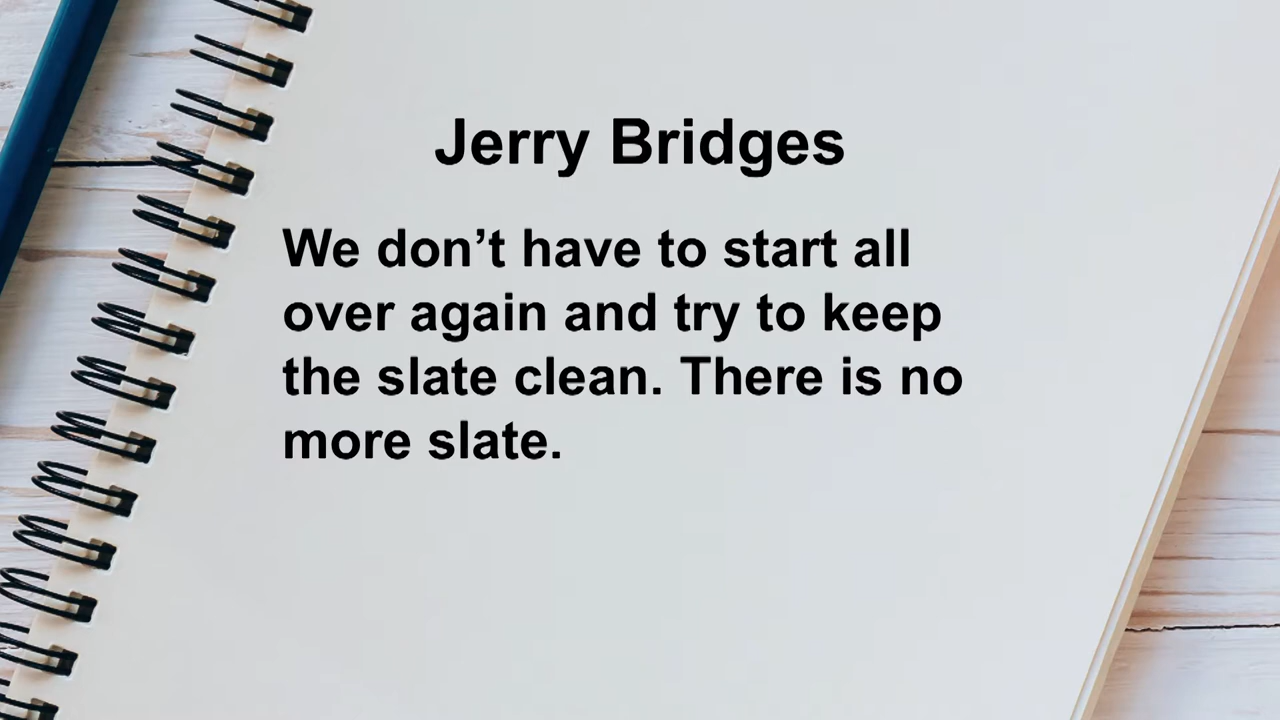 Jerry Bridges
We don’t have to start all
over again and try to keep
the slate clean. There is no
more slate.